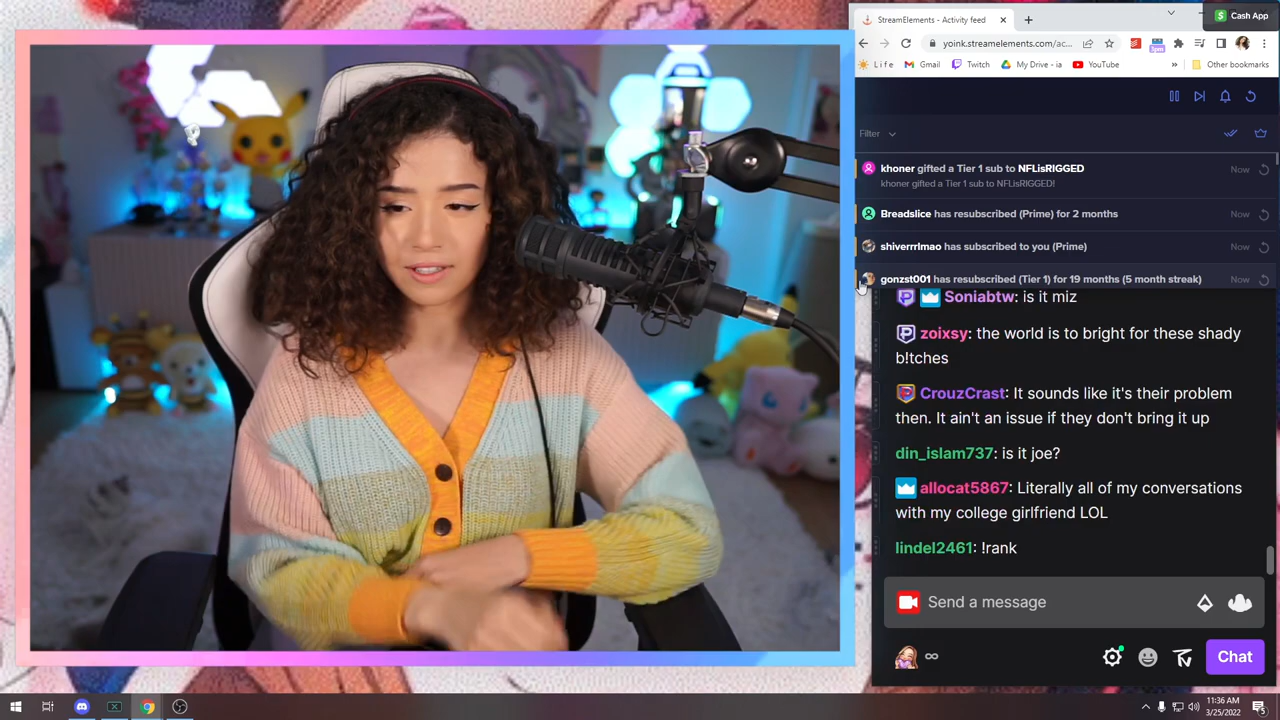 StreamElements - Activity feed
Cash App
yoink.streamelements.com/ac...
5pm
Life
Gmail
Twitch
My Drive - ia
YouTube
»
Other bookmarks
Filter
khoner gifted a Tier 1 sub to NFLisRIGGED
Now
khoner gifted a Tier 1 sub to NFLisRIGGED!
Breadslice has resubscribed (Prime) for 2 months
Now
shiverrrlmao has subscribed to you (Prime)
Now
gonzst001 has resubscribed (Tier 1) for 19 months (5 month streak)
Now
Soniabtw: is it miz
zoixsy: the world is to bright for these shady
b!tches
CrouzCrast: It sounds like it's their problem
then. It ain't an issue if they don't bring it up
din_islam737: is it joe?
allocat5867: Literally all of my conversations
with my college girlfriend LOL
lindel2461: !rank
Send a message
∞
Chat
11:36 AM
3/25/2022
5